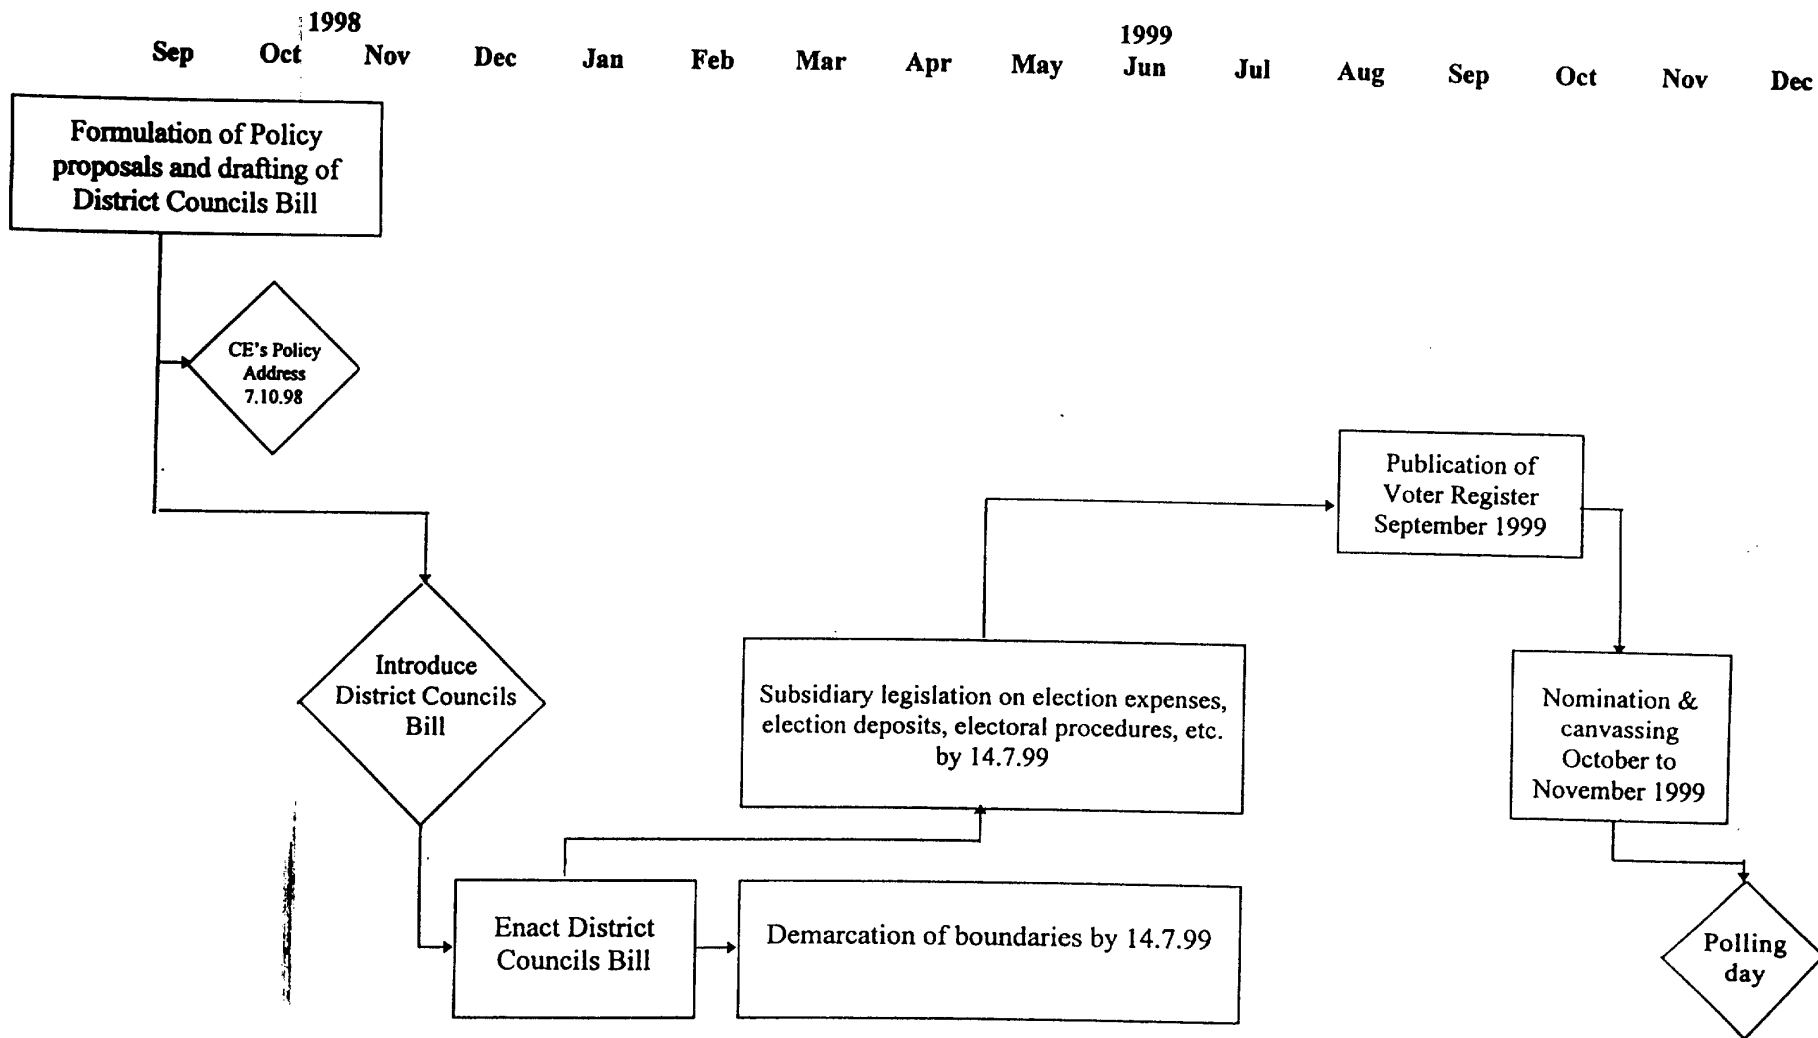 1998
1999
Sep Oct Nov Dec Jan Feb Mar Apr May Jun Jul Aug Sep Oct Nov Dec
Formulation of Policy
proposals and drafting of
District Councils Bill
CE's Policy
Address
7.10.98
Publication of
Voter Register
September 1999
Introduce
District Councils
Bill
Subsidiary legislation on election expenses,
election deposits, electoral procedures, etc.
by 14.7.99
Nomination &
canvassing
October to
November 1999
Enact District
Councils Bill
Demarcation of boundaries by 14.7.99
Polling
day